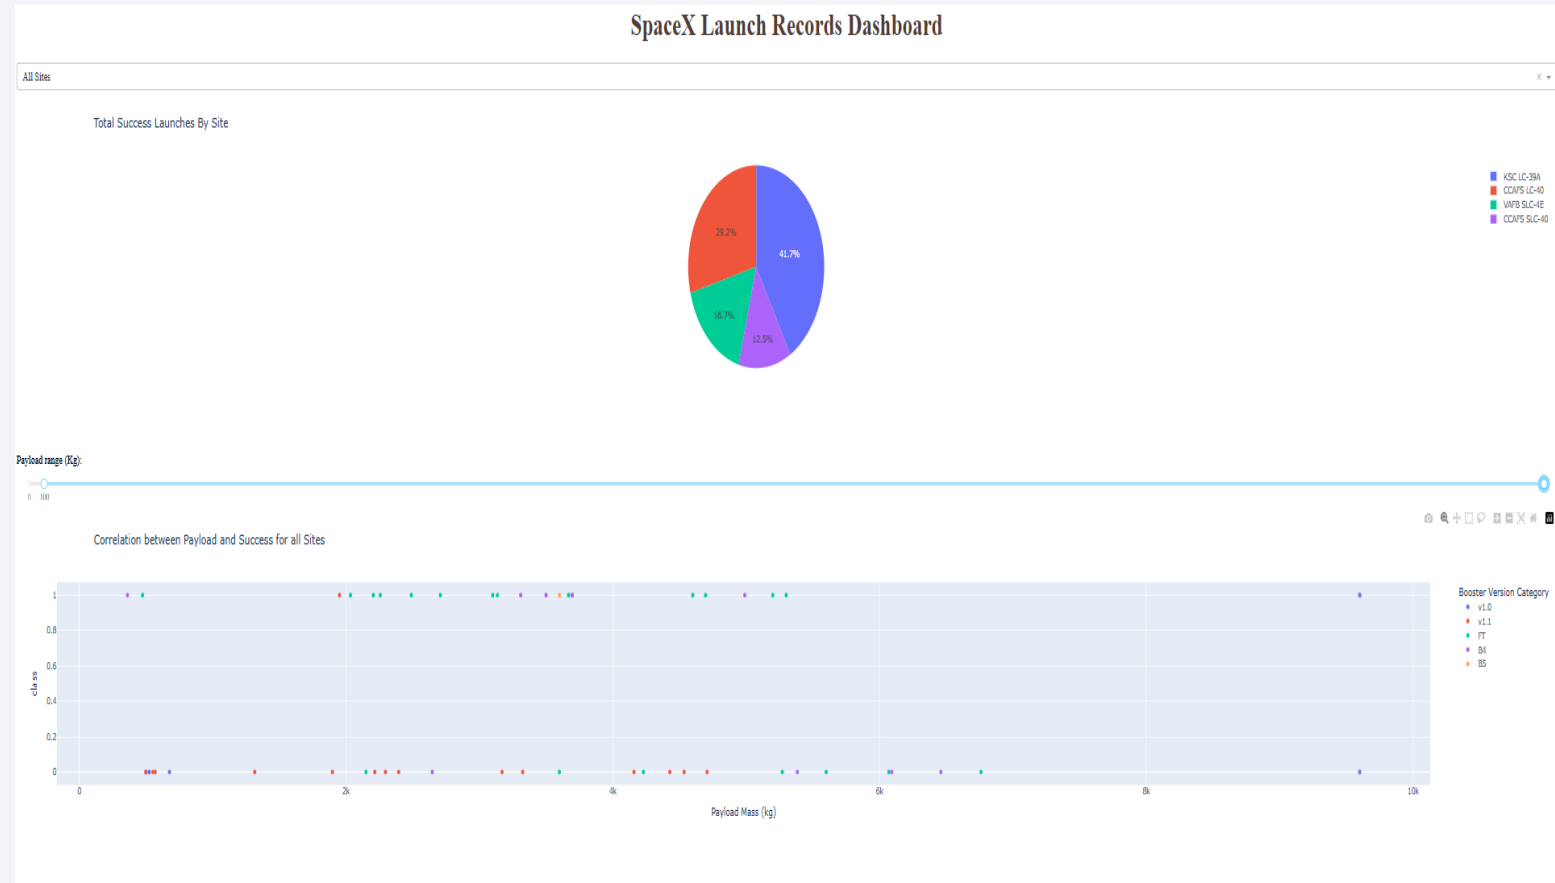 SpaceX Launch Records Dashboard
All Sites
Total Success Launches By Site
KSC LC-39A
CCAFS LC-40
VAFB SLC-4E
CCAFS SLC-40
29.2%
41.7%
16.7%
12.5%
Payload range (Kg):
0 100
Correlation between Payload and Success for all Sites
Booster Version Category
v1.0
v1.1
FT
B4
B5
class
1
0.8
0.6
0.4
0.2
0
0 2k 4k 6k 8k 10k
Payload Mass (kg)